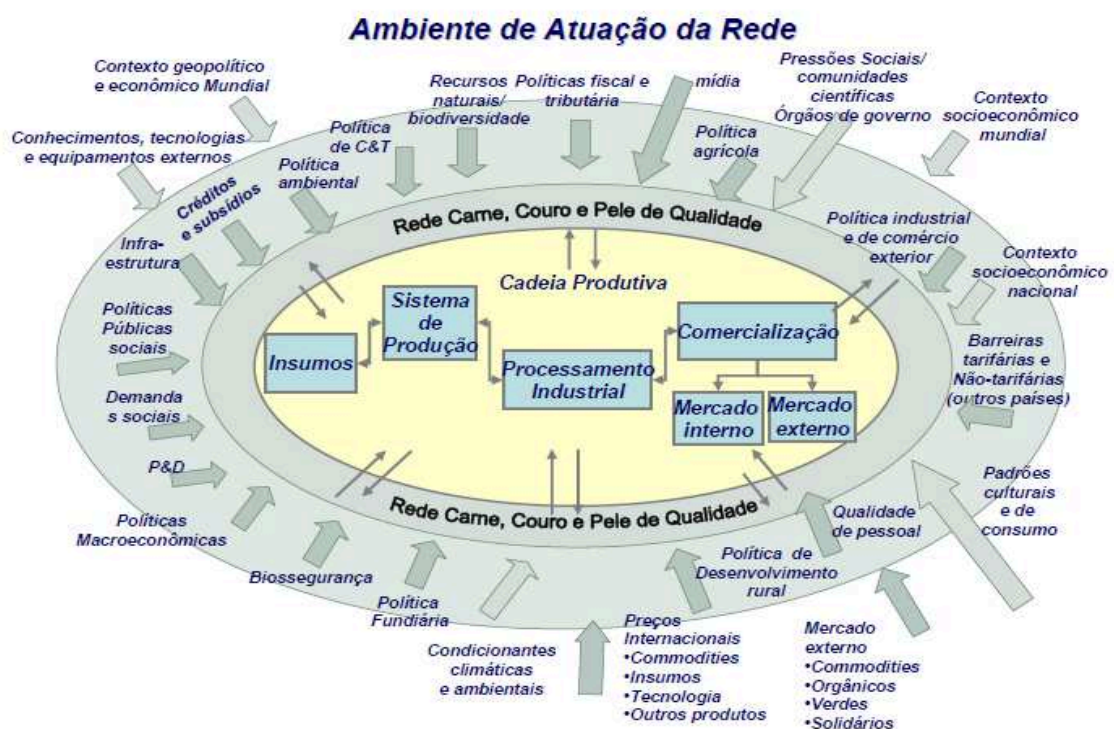 Ambiente de Atuação da Rede
Contexto geopolítico
e econômico Mundial
Conhecimentos, tecnologias
e equipamentos externos
Créditos
e subsídios
Política
ambiental
Política
de C&T
Recursos
naturais/
biodiversidade
Políticas fiscal e
tributária
mídia
Política
agrícola
Pressões Sociais/
comunidades
científicas
Órgãos de governo
Contexto
socioeconômico
mundial
Infra-
estrutura
Rede Carne, Couro e Pele de Qualidade
Política industrial
e de comércio
exterior
Contexto
socioeconômico
nacional
Políticas
Públicas
sociais
Cadeia Produtiva
Insumos
Sistema
de
Produção
Processamento
Industrial
Comercialização
Mercado
interno
Mercado
externo
Barreiras
tarifárias e
Não-tarifárias
(outros países)
Demanda
s sociais
P&D
Políticas
Macroeconômicas
Biossegurança
Política
Fundiária
Condicionantes
climáticas
e ambientais
Rede Carne, Couro e Pele de Qualidade
Preços
Internacionais
•Commodities
•Insumos
•Tecnologia
•Outros produtos
Política de
Desenvolvimento
rural
Qualidade
de pessoal
Padrões
culturais
e de
consumo
Mercado
externo
•Commodities
•Orgânicos
•Verdes
•Solidários